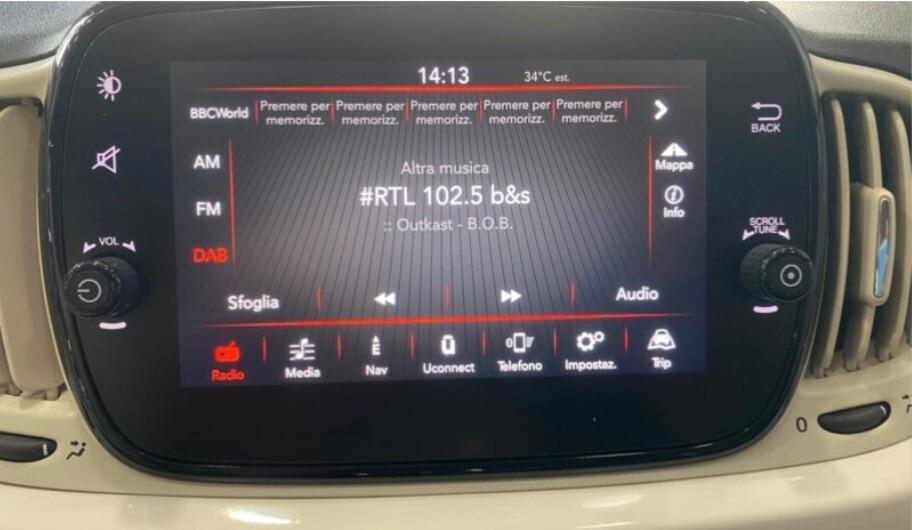 14:13 34°C est.
BBCWorld Premere per memorizz. Premere per memorizz. Premere per memorizz. Premere per memorizz. Premere per memorizz.
BACK
AM
Mappa
Altra musica
#RTL 102.5 b&s
:: Outkast - B.O.B.
FM
Info
VOL
SCROLL
TUNE
DAB
Sfoglia
Audio
Radio Media Nav Uconnect Telefono Impostaz. Trip
E
0